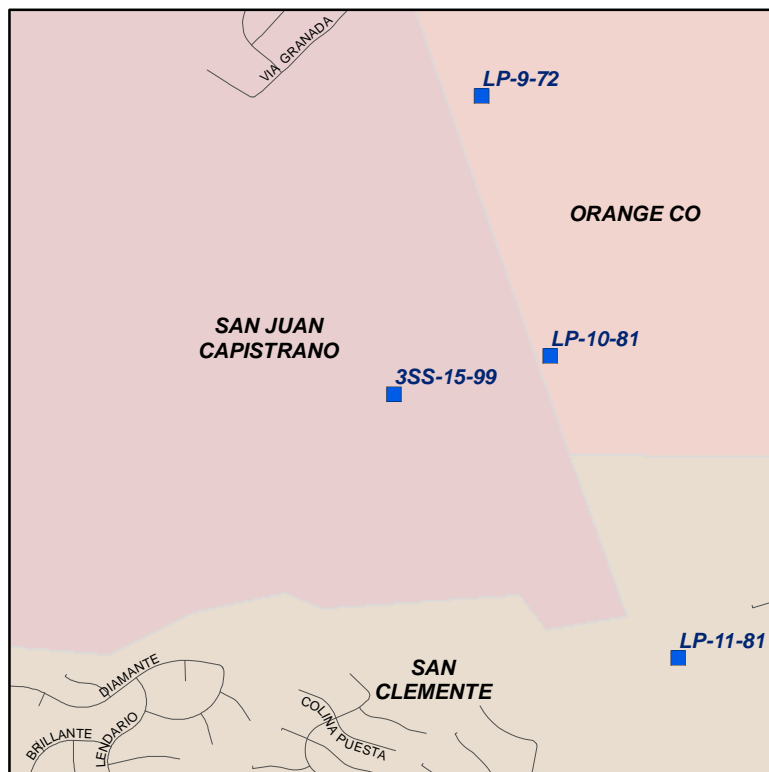 VIA GRANADA
LP-9-72
ORANGE CO
SAN JUAN
CAPISTRANO
LP-10-81
3SS-15-99
LP-11-81
SAN
CLEMENTE
DIAMANTE
COLINA PUESTA
BRILLANTE
LENDARIO